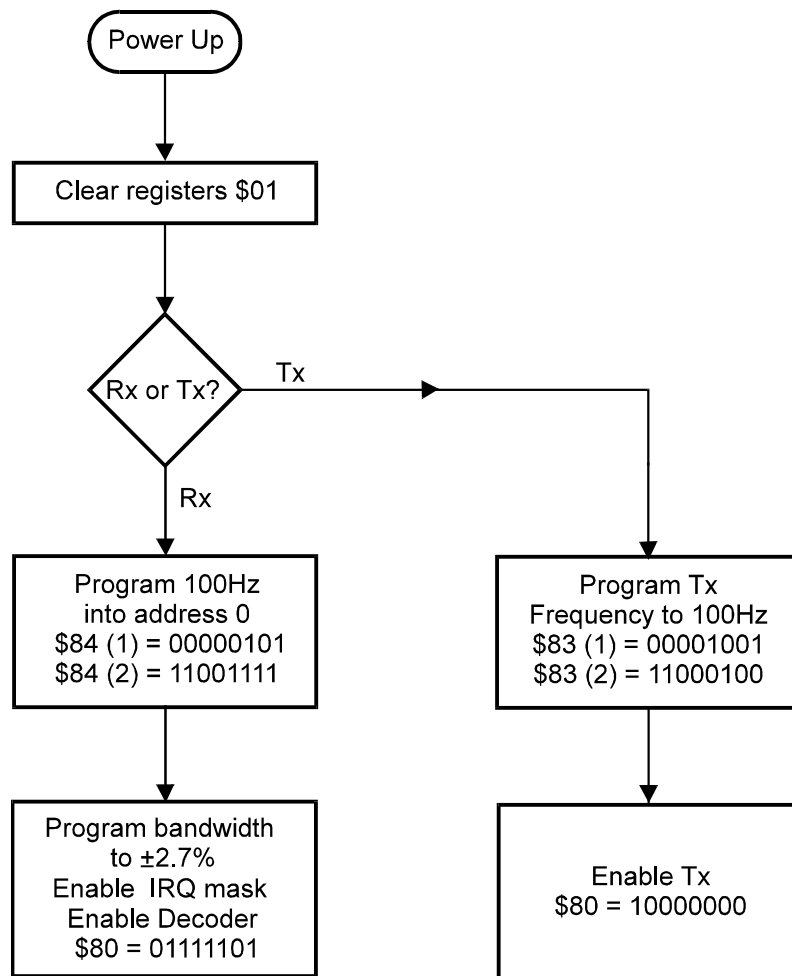 Power Up
Clear registers $01
Rx or Tx?
Tx
Rx
Program 100Hz
into address 0
$84 (1) = 00000101
$84 (2) = 11001111
Program Tx
Frequency to 100Hz
$83 (1) = 00001001
$83 (2) = 11000100
Program bandwidth
to ±2.7%
Enable IRQ mask
Enable Decoder
$80 = 01111101
Enable Tx
$80 = 10000000